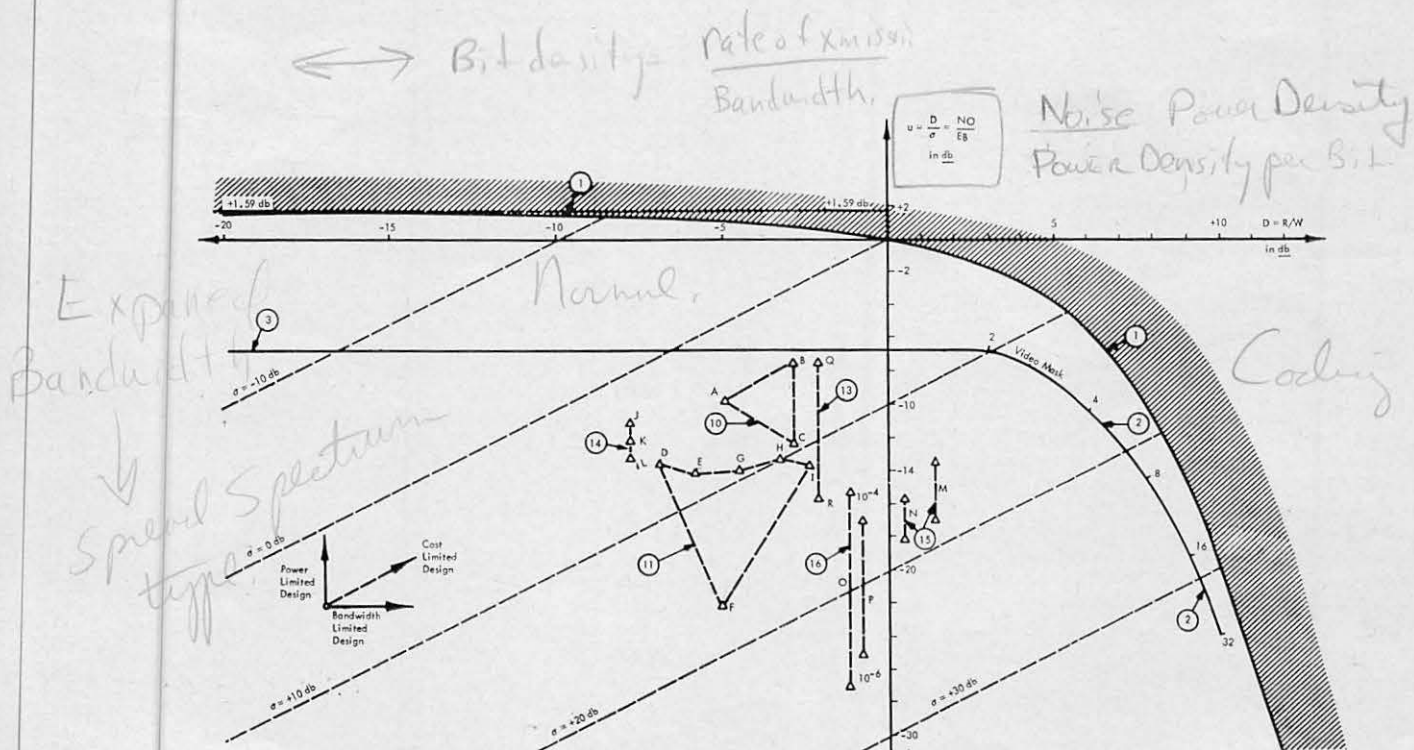 Bit density = rate of xmissi
Bandwidth.
u = D/σ = NO/EB
in db
Noise Power Density
Power Density per Bit
1
+1.59 db
+1.59 db
+2
-20
-15
-10
-5
5
+10
D = R/W
in db
-2
Expanded
Bandwidth
Normal.
3
2
Video Mask
1
Coding
σ = -10 db
A
B
Q
13
10
4
2
-10
J
14
K
L
D
E
G
H
C
I
-14
8
R
10⁻⁴
M
N
15
Spread Spectrum
type.
σ = 0 db
Cost
Limited
Design
Power
Limited
Design
Bandwidth
Limited
Design
11
16
O
P
-20
16
F
2
32
10⁻⁶
σ = +10 db
σ = +20 db
σ = +30 db
-30